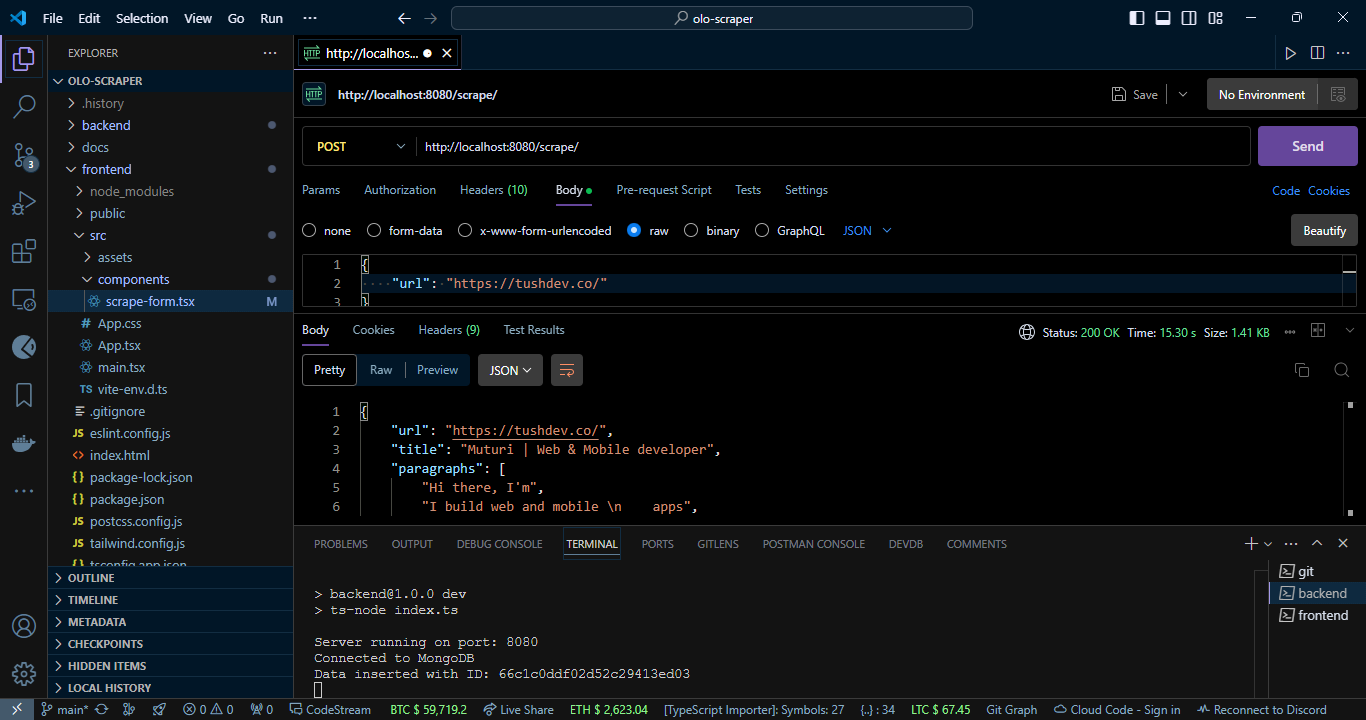 File Edit Selection View Go Run ··· olo-scraper
EXPLORER ···
OLO-SCRAPER
.history
backend
docs
frontend
node_modules
public
src
assets
components
scrape-form.tsx M
# App.css
App.tsx
main.tsx
TS vite-env.d.ts
.gitignore
JS eslint.config.js
<> index.html
{} package-lock.json
{} package.json
JS postcss.config.js
JS tailwind.config.js
{} tsconfig.app.json
OUTLINE
TIMELINE
METADATA
CHECKPOINTS
HIDDEN ITEMS
LOCAL HISTORY
3
HTTP http://localhos...
HTTP http://localhost:8080/scrape/ Save No Environment
POST http://localhost:8080/scrape/ Send
Params Authorization Headers (10) Body Pre-request Script Tests Settings Code Cookies
none form-data x-www-form-urlencoded raw binary GraphQL JSON Beautify
1 {
2 ····"url":·"https://tushdev.co/"
3 }
Body Cookies Headers (9) Test Results Status: 200 OK Time: 15.30 s Size: 1.41 KB
Pretty Raw Preview JSON
1 {
2 "url": "https://tushdev.co/",
3 "title": "Muturi | Web & Mobile developer",
4 "paragraphs": [
5 "Hi there, I'm",
6 "I build web and mobile \n    apps",
PROBLEMS OUTPUT DEBUG CONSOLE TERMINAL PORTS GITLENS POSTMAN CONSOLE DEVDB COMMENTS
> backend@1.0.0 dev
> ts-node index.ts
Server running on port: 8080
Connected to MongoDB
Data inserted with ID: 66c1c0ddf02d52c29413ed03
git
backend
frontend
main* 0 0 0 CodeStream BTC $ 59,719.2 Live Share ETH $ 2,623.04 [TypeScript Importer]: Symbols: 27 {..} : 34 LTC $ 67.45 Git Graph Cloud Code - Sign in Reconnect to Discord